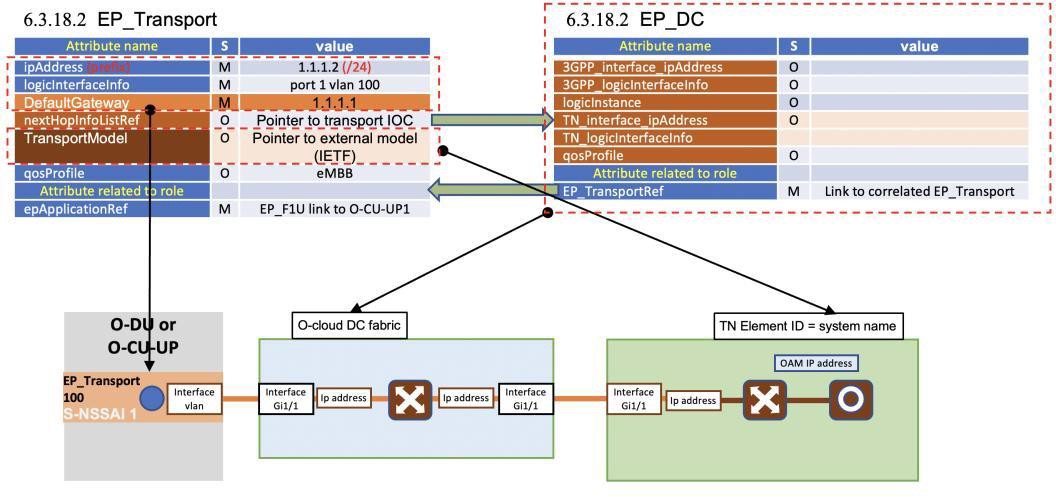 6.3.18.2 EP_Transport
Attribute name S value
ipAddress (prefix) M 1.1.1.2 (/24)
logicInterfaceInfo M port 1 vlan 100
DefaultGateway M 1.1.1.1
nextHopInfoListRef O Pointer to transport IOC
TransportModel O Pointer to external model
(IETF)
qosProfile O eMBB
Attribute related to role
epApplicationRef M EP_F1U link to O-CU-UP1
6.3.18.2 EP_DC
Attribute name S value
3GPP_interface_ipAddress O
3GPP_logicInterfaceInfo O
logicInstance O
TN_interface_ipAddress O
TN_logicInterfaceInfo
qosProfile O
Attribute related to role
EP_TransportRef M Link to correlated EP_Transport
O-DU or
O-CU-UP
EP_Transport
100
S-NSSAI 1
Interface
vlan
O-cloud DC fabric
Interface
Gi1/1
Ip address
Ip address
Interface
Gi1/1
TN Element ID = system name
OAM IP address
Interface
Gi1/1
Ip address